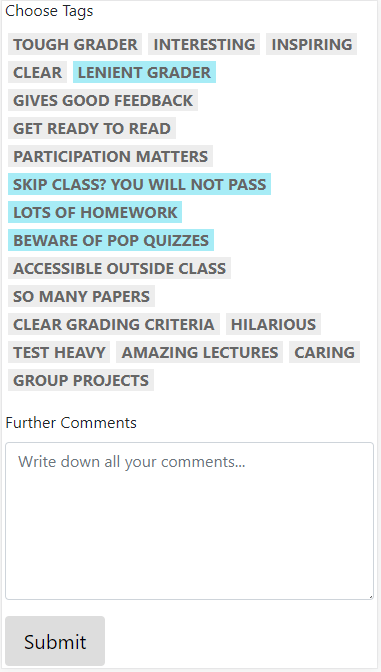 Choose Tags
TOUGH GRADER INTERESTING INSPIRING
CLEAR LENIENT GRADER
GIVES GOOD FEEDBACK
GET READY TO READ
PARTICIPATION MATTERS
SKIP CLASS? YOU WILL NOT PASS
LOTS OF HOMEWORK
BEWARE OF POP QUIZZES
ACCESSIBLE OUTSIDE CLASS
SO MANY PAPERS
CLEAR GRADING CRITERIA HILARIOUS
TEST HEAVY AMAZING LECTURES CARING
GROUP PROJECTS
Further Comments
Write down all your comments...
Submit